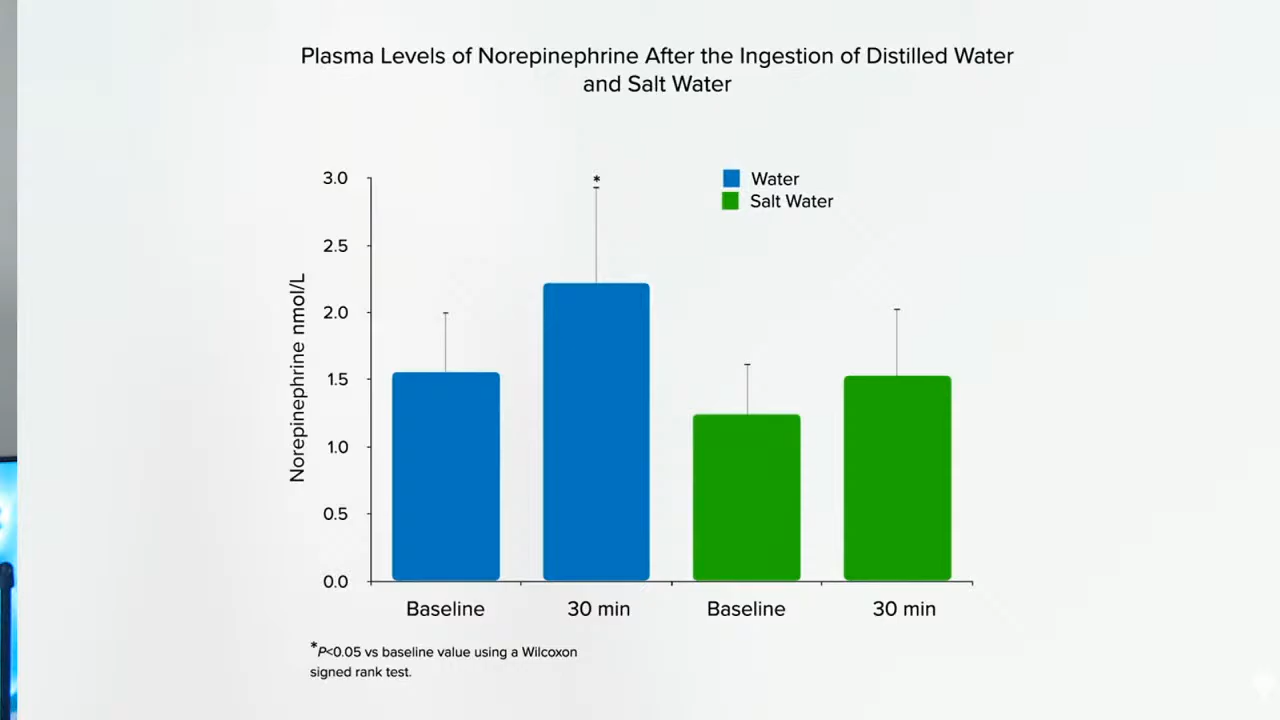 Plasma Levels of Norepinephrine After the Ingestion of Distilled Water
and Salt Water
Water
Salt Water
Norepinephrine nmol/L
3.0
2.5
2.0
1.5
1.0
0.5
0.0
*
Baseline
30 min
Baseline
30 min
*P<0.05 vs baseline value using a Wilcoxon
signed rank test.